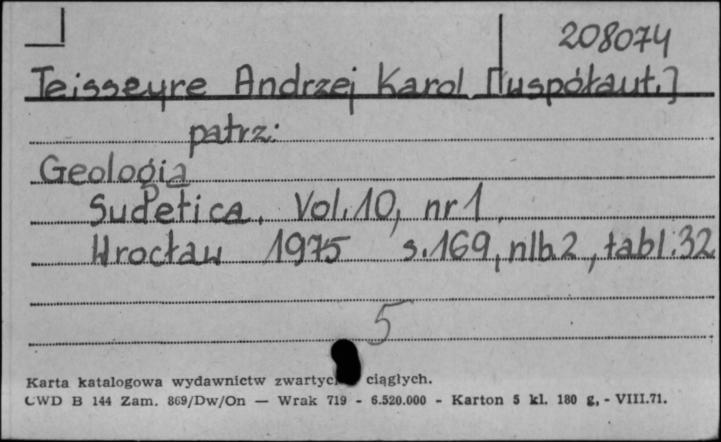 208074
Teisseyre Andrzej Karol [współaut.]
patrz:
Geologia
Sudetica. Vol. 10, nr 1.
Wrocław 1975 s. 169, nlb. 2, tabl. 32
5
Karta katalogowa wydawnictw ciągłych.
CWD B 144 Zam. 869/Dw/On — Wrak 719 - 6.520.000 - Karton 5 kl. 180 g, - VIII.71.